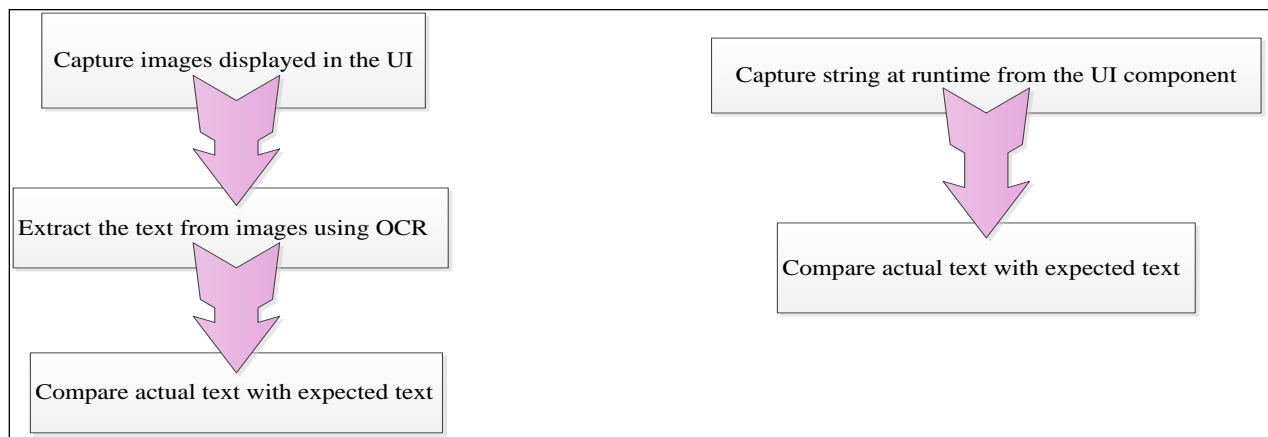 Capture images displayed in the UI
Extract the text from images using OCR
Compare actual text with expected text
Capture string at runtime from the UI component
Compare actual text with expected text